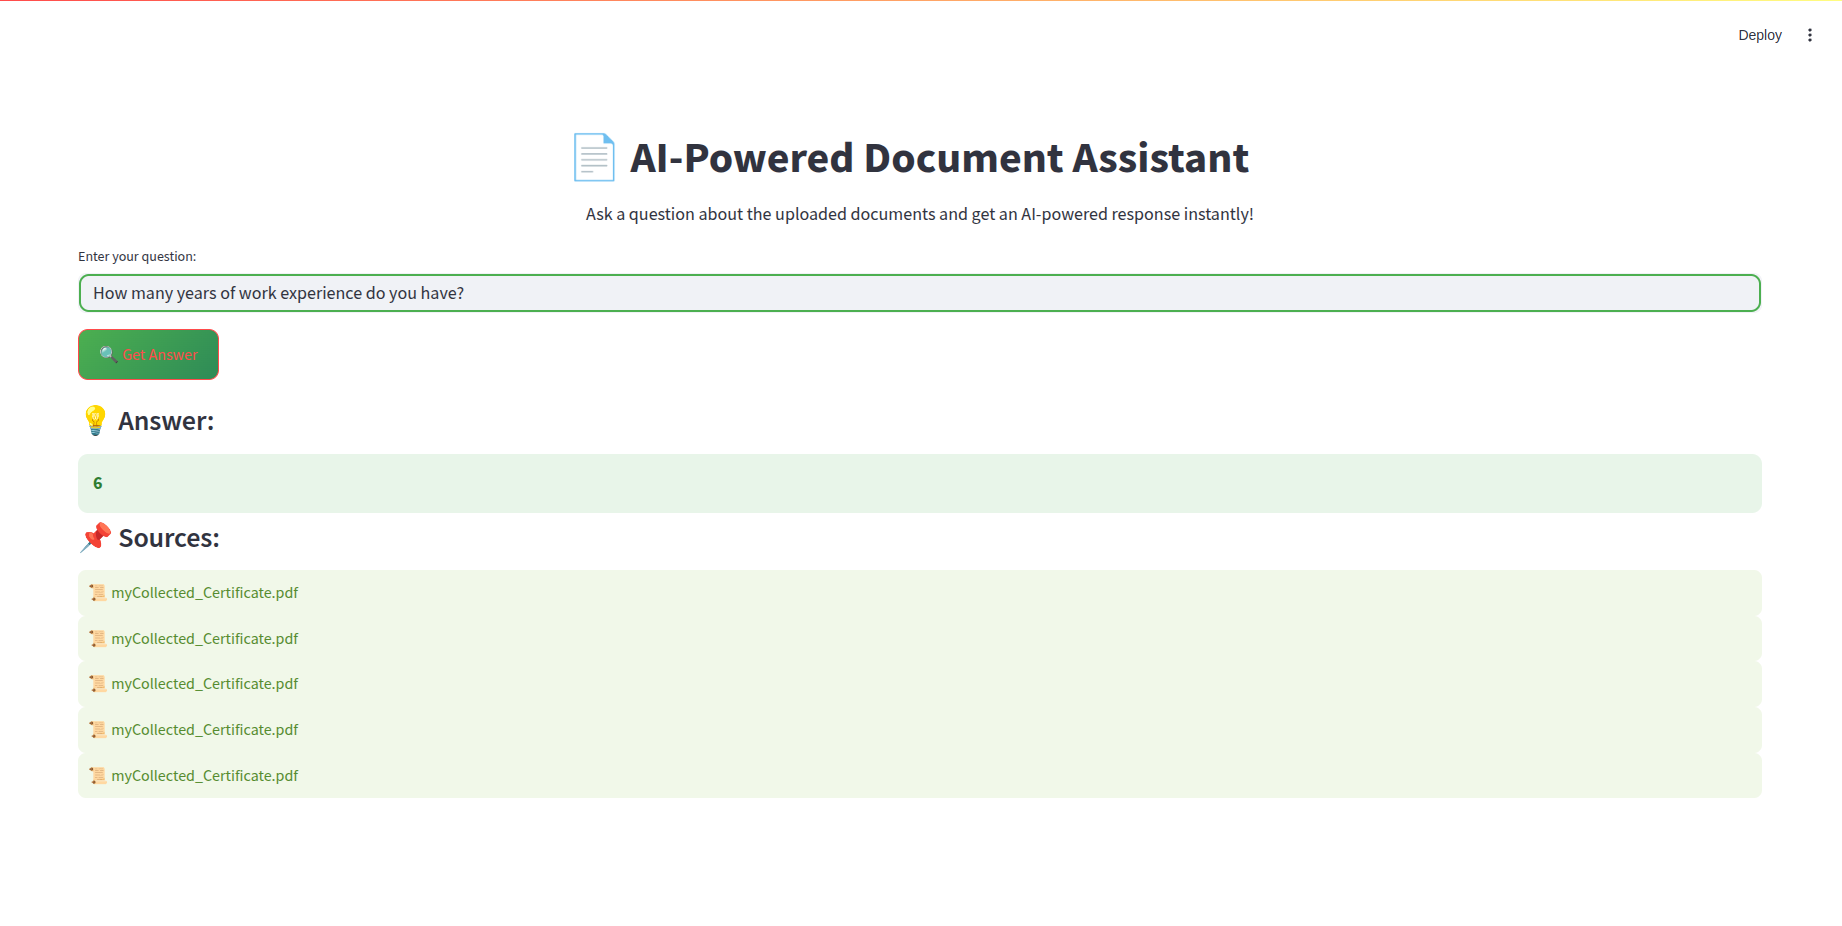 Deploy
AI-Powered Document Assistant
Ask a question about the uploaded documents and get an AI-powered response instantly!
Enter your question:
How many years of work experience do you have?
Get Answer
Answer:
6
Sources:
myCollected_Certificate.pdf
myCollected_Certificate.pdf
myCollected_Certificate.pdf
myCollected_Certificate.pdf
myCollected_Certificate.pdf